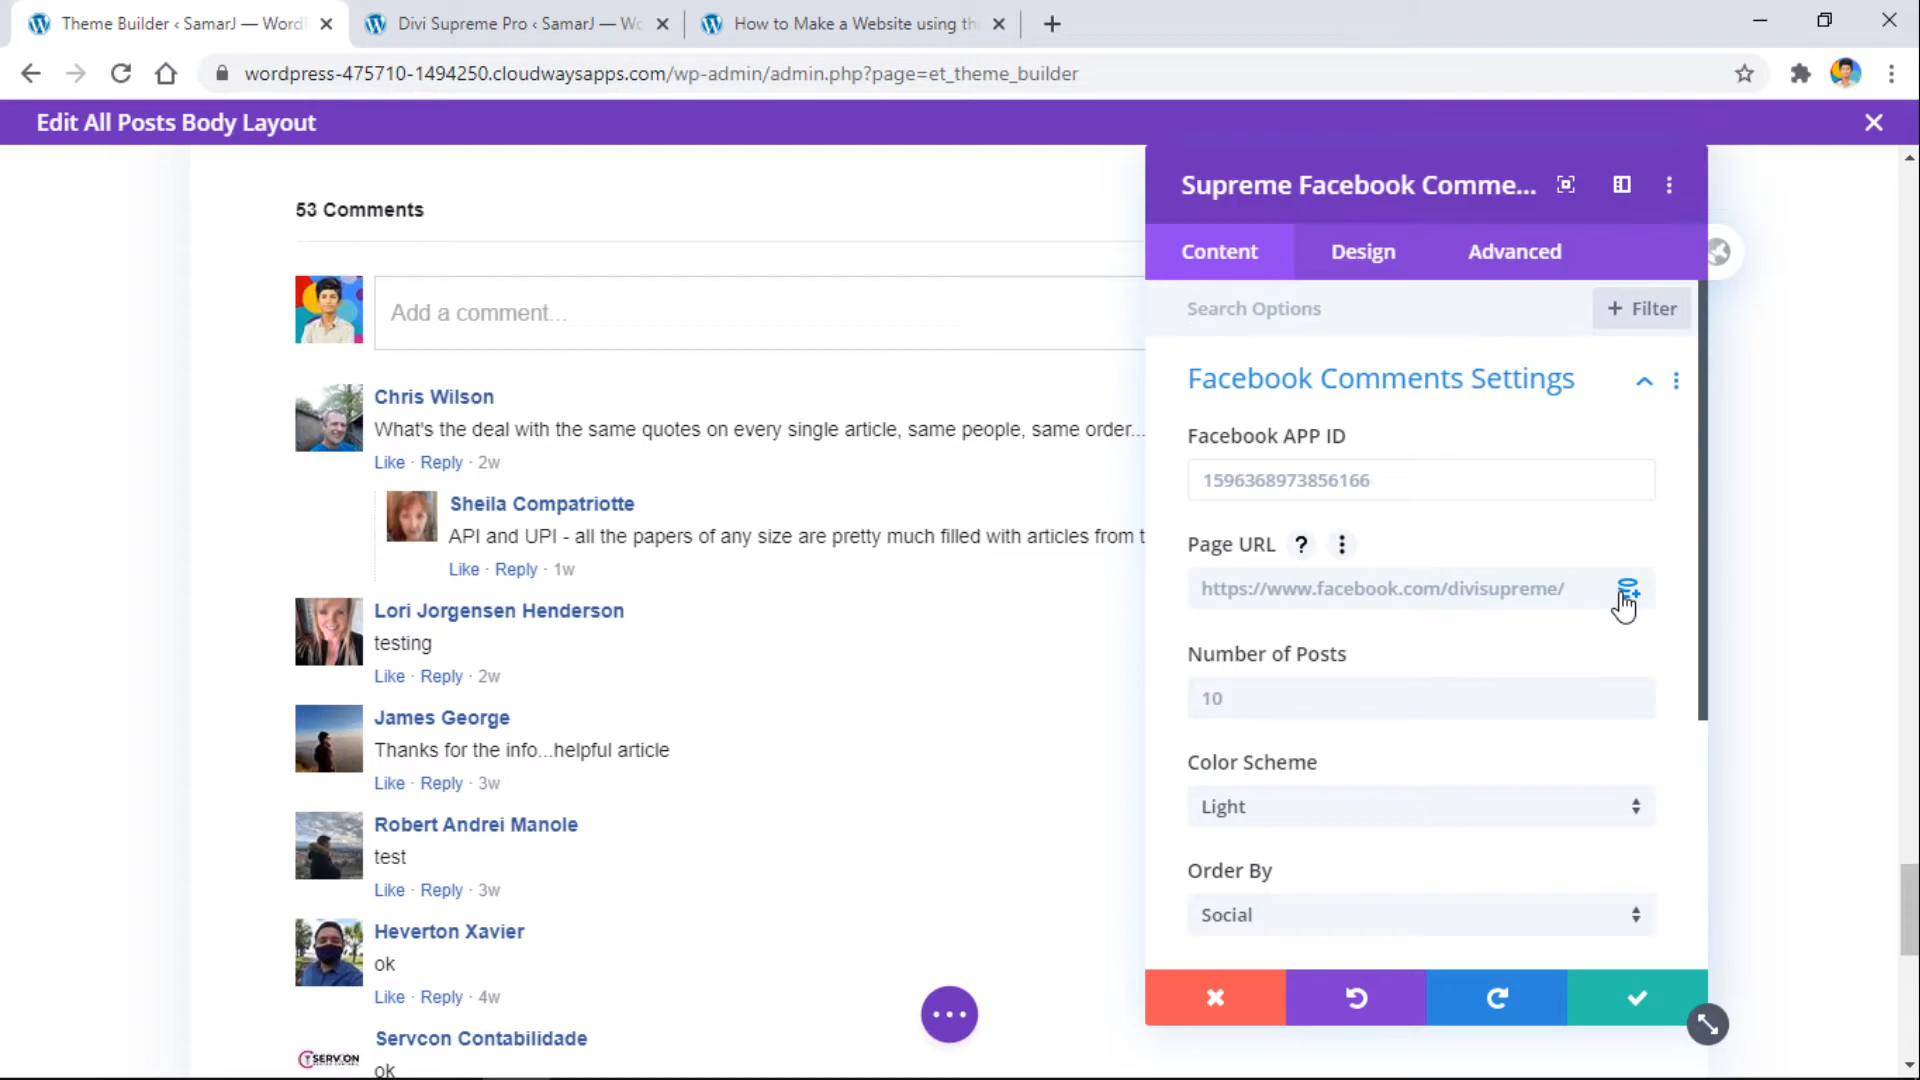 Theme Builder ‹ SamarJ — WordP
Divi Supreme Pro ‹ SamarJ — Wo
How to Make a Website using the
wordpress-475710-1494250.cloudwaysapps.com/wp-admin/admin.php?page=et_theme_builder
Edit All Posts Body Layout
53 Comments
Add a comment...
Chris Wilson
What's the deal with the same quotes on every single article, same people, same order...
Like · Reply · 2w
Sheila Compatriotte
API and UPI - all the papers of any size are pretty much filled with articles from t
Like · Reply · 1w
Lori Jorgensen Henderson
testing
Like · Reply · 2w
James George
Thanks for the info...helpful article
Like · Reply · 3w
Robert Andrei Manole
test
Like · Reply · 3w
Heverton Xavier
ok
Like · Reply · 4w
Servcon Contabilidade
SERVCON
ok
Supreme Facebook Comme...
Content
Design
Advanced
Search Options
+ Filter
Facebook Comments Settings
Facebook APP ID
1596368973856166
Page URL ?
https://www.facebook.com/divisupreme/
Number of Posts
10
Color Scheme
Light
Order By
Social